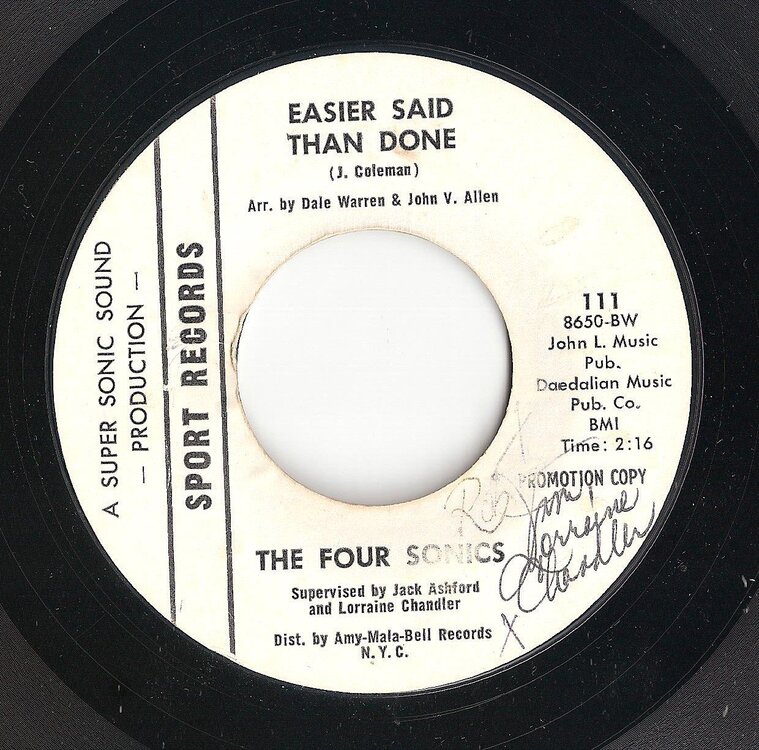 EASIER SAID
THAN DONE
(J. Coleman)
Arr. by Dale Warren & John V. Allen
A SUPER SONIC SOUND
— PRODUCTION —
SPORT RECORDS
111
8650-BW
John L. Music
Pub.
Daedalian Music
Pub. Co.
BMI
Time: 2:16
PROMOTION COPY
Lorraine
Chandler
X
THE FOUR SONICS
Supervised by Jack Ashford
and Lorraine Chandler
Dist. by Amy-Mala-Bell Records
N.Y.C.